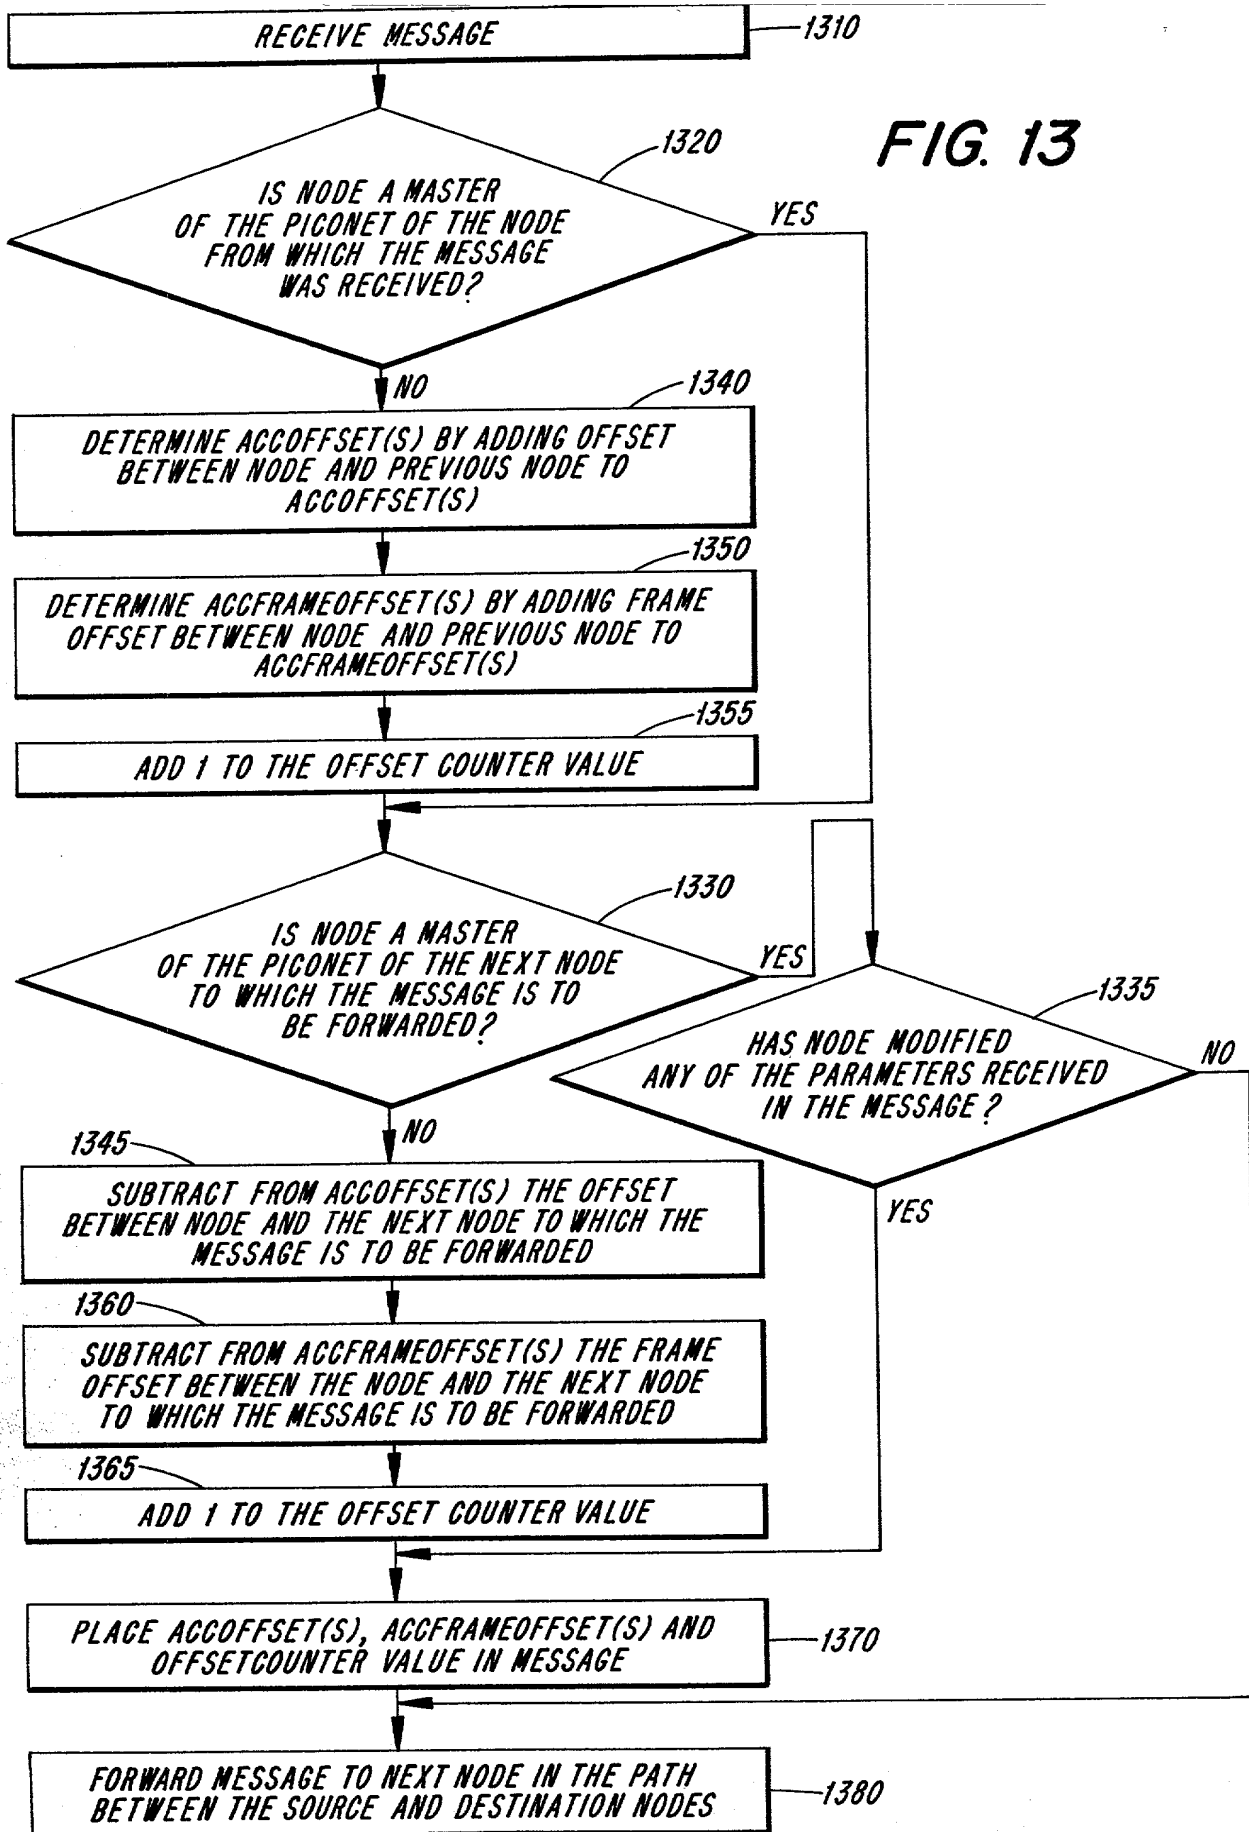 RECEIVE MESSAGE
1310
FIG. 13
1320
IS NODE A MASTER
OF THE PICONET OF THE NODE
FROM WHICH THE MESSAGE
WAS RECEIVED?
YES
NO
1340
DETERMINE ACCOFFSET(S) BY ADDING OFFSET
BETWEEN NODE AND PREVIOUS NODE TO
ACCOFFSET(S)
1350
DETERMINE ACCFRAMEOFFSET(S) BY ADDING FRAME
OFFSET BETWEEN NODE AND PREVIOUS NODE TO
ACCFRAMEOFFSET(S)
1355
ADD 1 TO THE OFFSET COUNTER VALUE
1330
IS NODE A MASTER
OF THE PICONET OF THE NEXT NODE
TO WHICH THE MESSAGE IS TO
BE FORWARDED?
YES
1335
HAS NODE MODIFIED
ANY OF THE PARAMETERS RECEIVED
IN THE MESSAGE?
NO
YES
NO
1345
SUBTRACT FROM ACCOFFSET(S) THE OFFSET
BETWEEN NODE AND THE NEXT NODE TO WHICH THE
MESSAGE IS TO BE FORWARDED
1360
SUBTRACT FROM ACCFRAMEOFFSET(S) THE FRAME
OFFSET BETWEEN THE NODE AND THE NEXT NODE
TO WHICH THE MESSAGE IS TO BE FORWARDED
1365
ADD 1 TO THE OFFSET COUNTER VALUE
PLACE ACCOFFSET(S), ACCFRAMEOFFSET(S) AND
OFFSETCOUNTER VALUE IN MESSAGE
1370
FORWARD MESSAGE TO NEXT NODE IN THE PATH
BETWEEN THE SOURCE AND DESTINATION NODES
1380